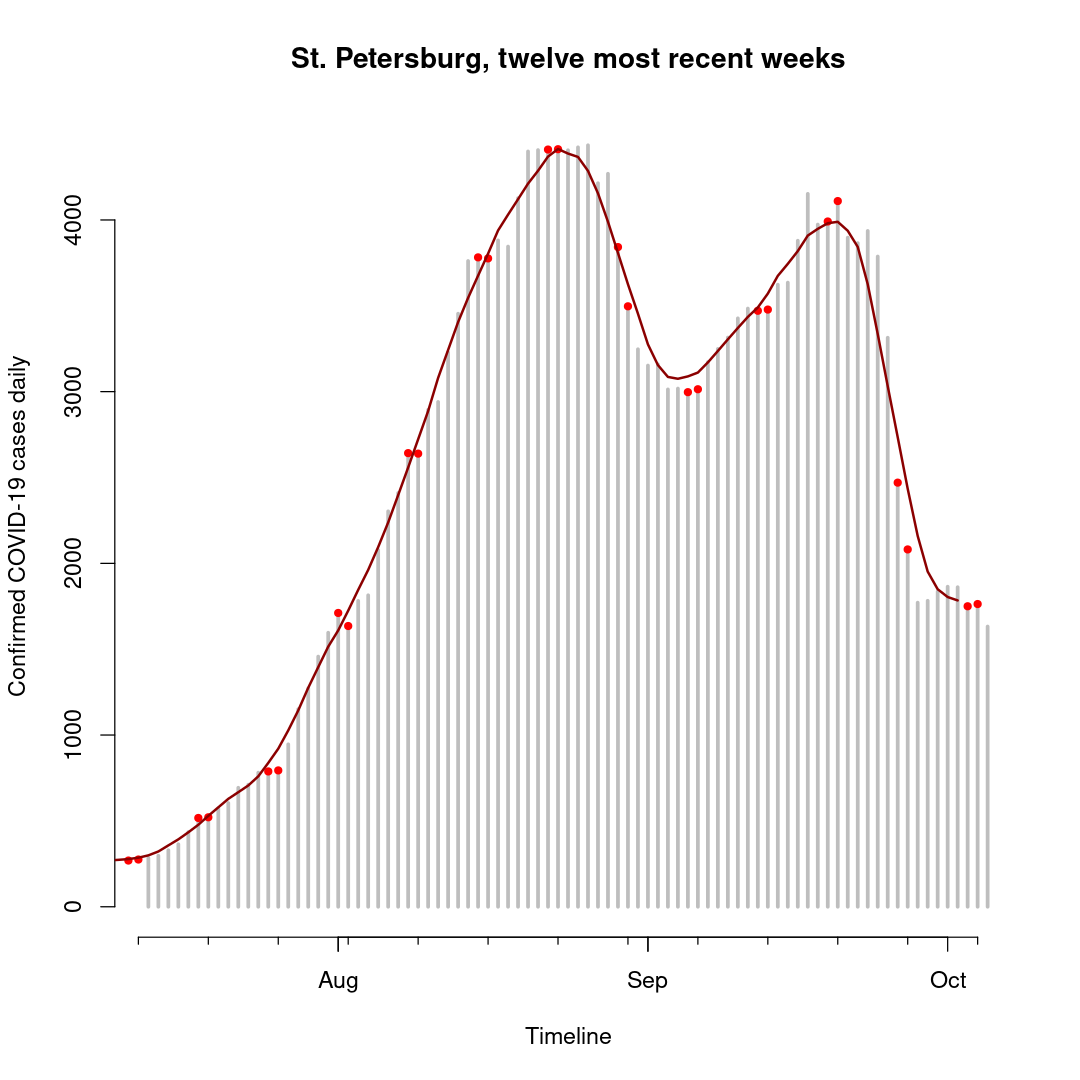 St. Petersburg, twelve most recent weeks
Confirmed COVID-19 cases daily
4000
3000
2000
1000
0
Aug Sep Oct
Timeline